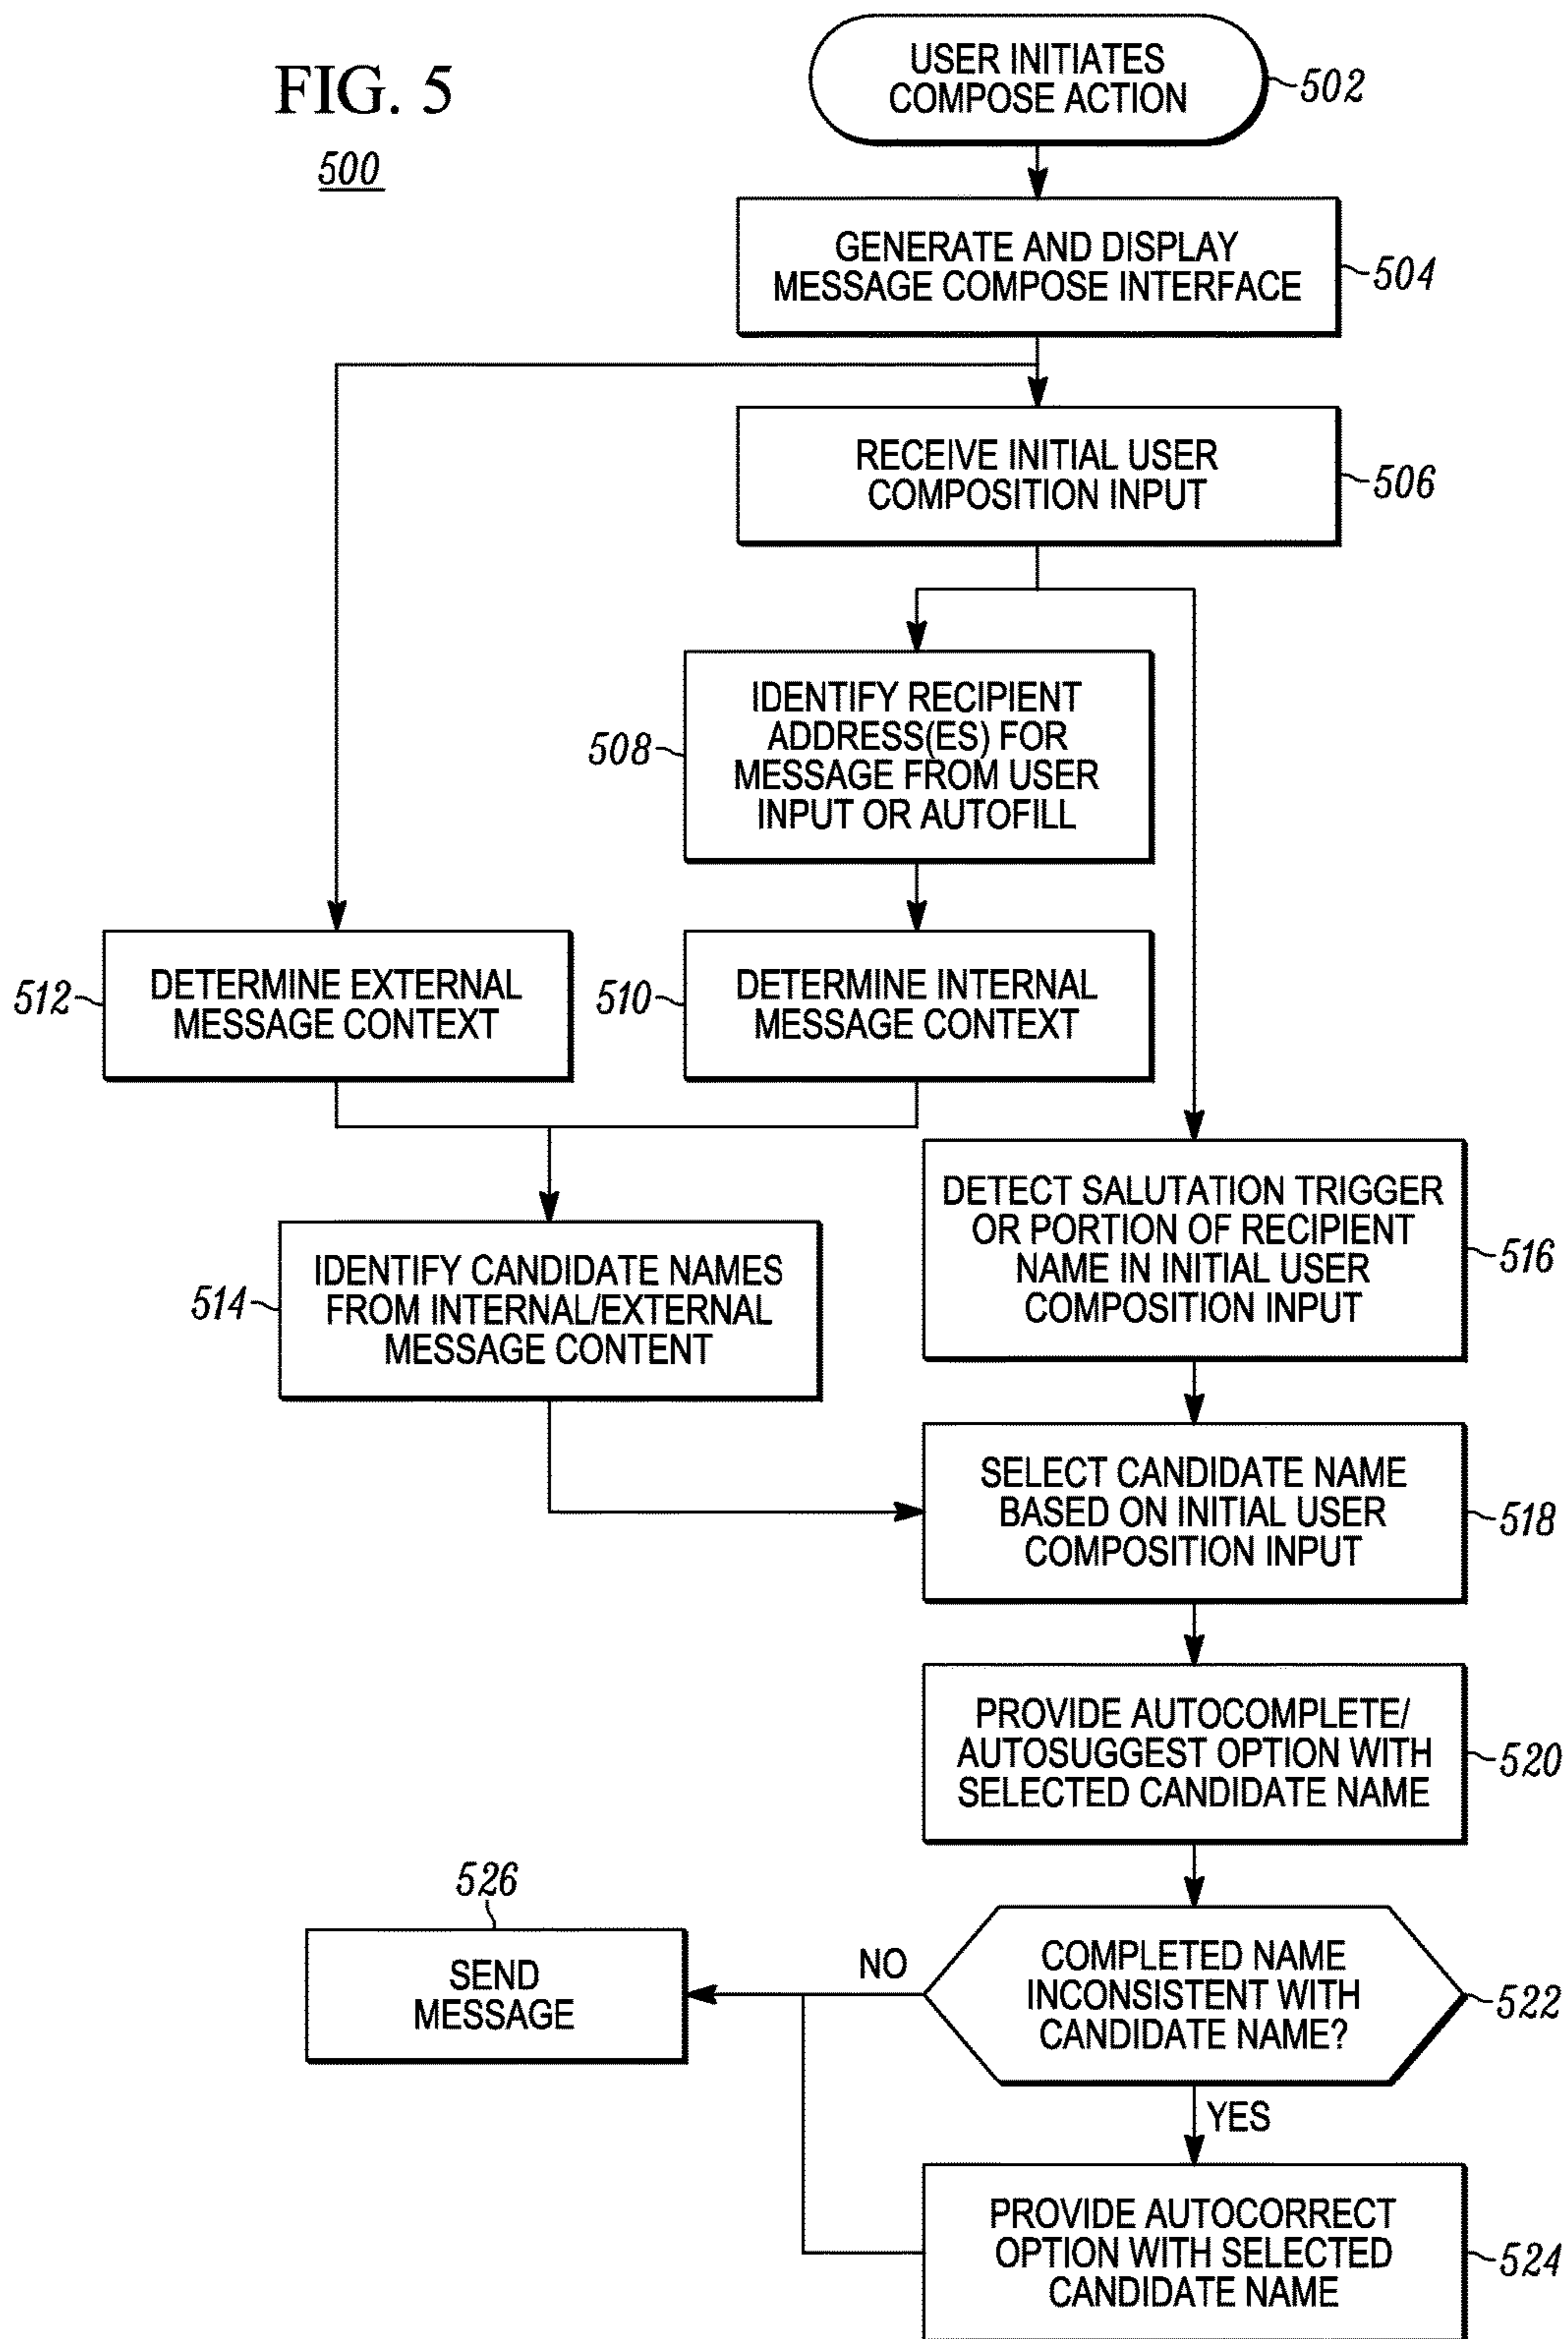 FIG. 5
500
USER INITIATES
COMPOSE ACTION
502
GENERATE AND DISPLAY
MESSAGE COMPOSE INTERFACE
504
RECEIVE INITIAL USER
COMPOSITION INPUT
506
IDENTIFY RECIPIENT
ADDRESS(ES) FOR
MESSAGE FROM USER
INPUT OR AUTOFILL
508
DETERMINE EXTERNAL
MESSAGE CONTEXT
512
DETERMINE INTERNAL
MESSAGE CONTEXT
510
IDENTIFY CANDIDATE NAMES
FROM INTERNAL/EXTERNAL
MESSAGE CONTENT
514
DETECT SALUTATION TRIGGER
OR PORTION OF RECIPIENT
NAME IN INITIAL USER
COMPOSITION INPUT
516
SELECT CANDIDATE NAME
BASED ON INITIAL USER
COMPOSITION INPUT
518
PROVIDE AUTOCOMPLETE/
AUTOSUGGEST OPTION WITH
SELECTED CANDIDATE NAME
520
COMPLETED NAME
INCONSISTENT WITH
CANDIDATE NAME?
522
NO
526
SEND
MESSAGE
YES
PROVIDE AUTOCORRECT
OPTION WITH SELECTED
CANDIDATE NAME
524